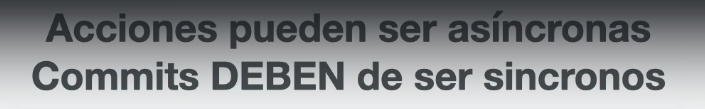 Acciones pueden ser asíncronas
Commits DEBEN de ser sincronos